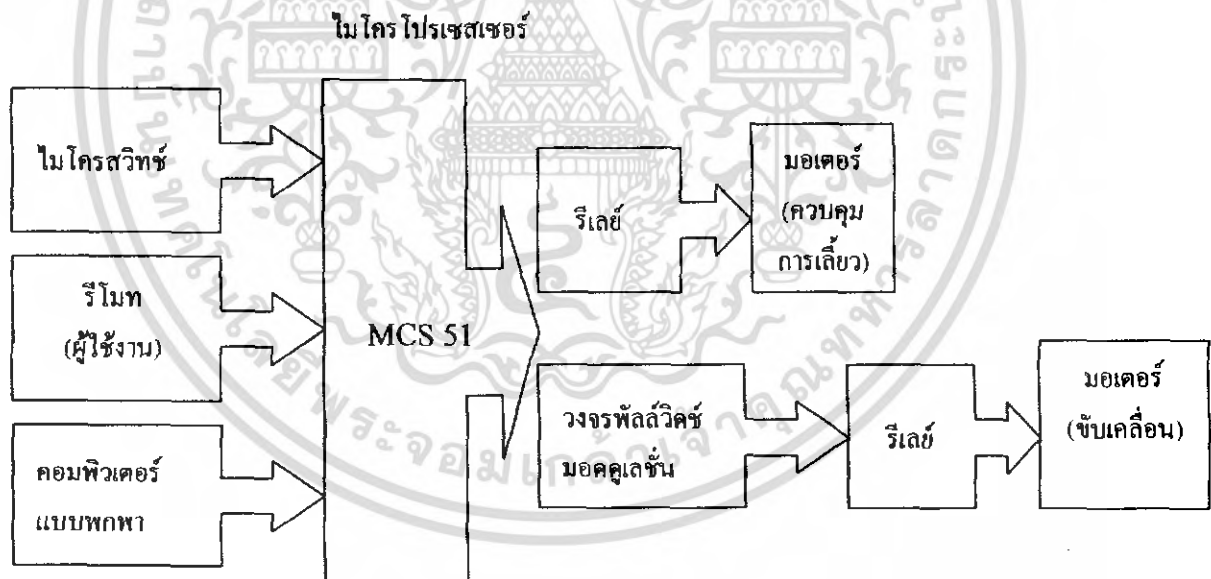 ไมโครโปรเซสเซอร์
ไมโครสวิทช์
รีโมท
(ผู้ใช้งาน)
คอมพิวเตอร์
แบบพกพา
MCS 51
รีเลย์
มอเตอร์
(ควบคุม
การเลี้ยว)
วงจรพัลล์วิดช์
มอดดูเลชั่น
รีเลย์
มอเตอร์
(ขับเคลื่อน)